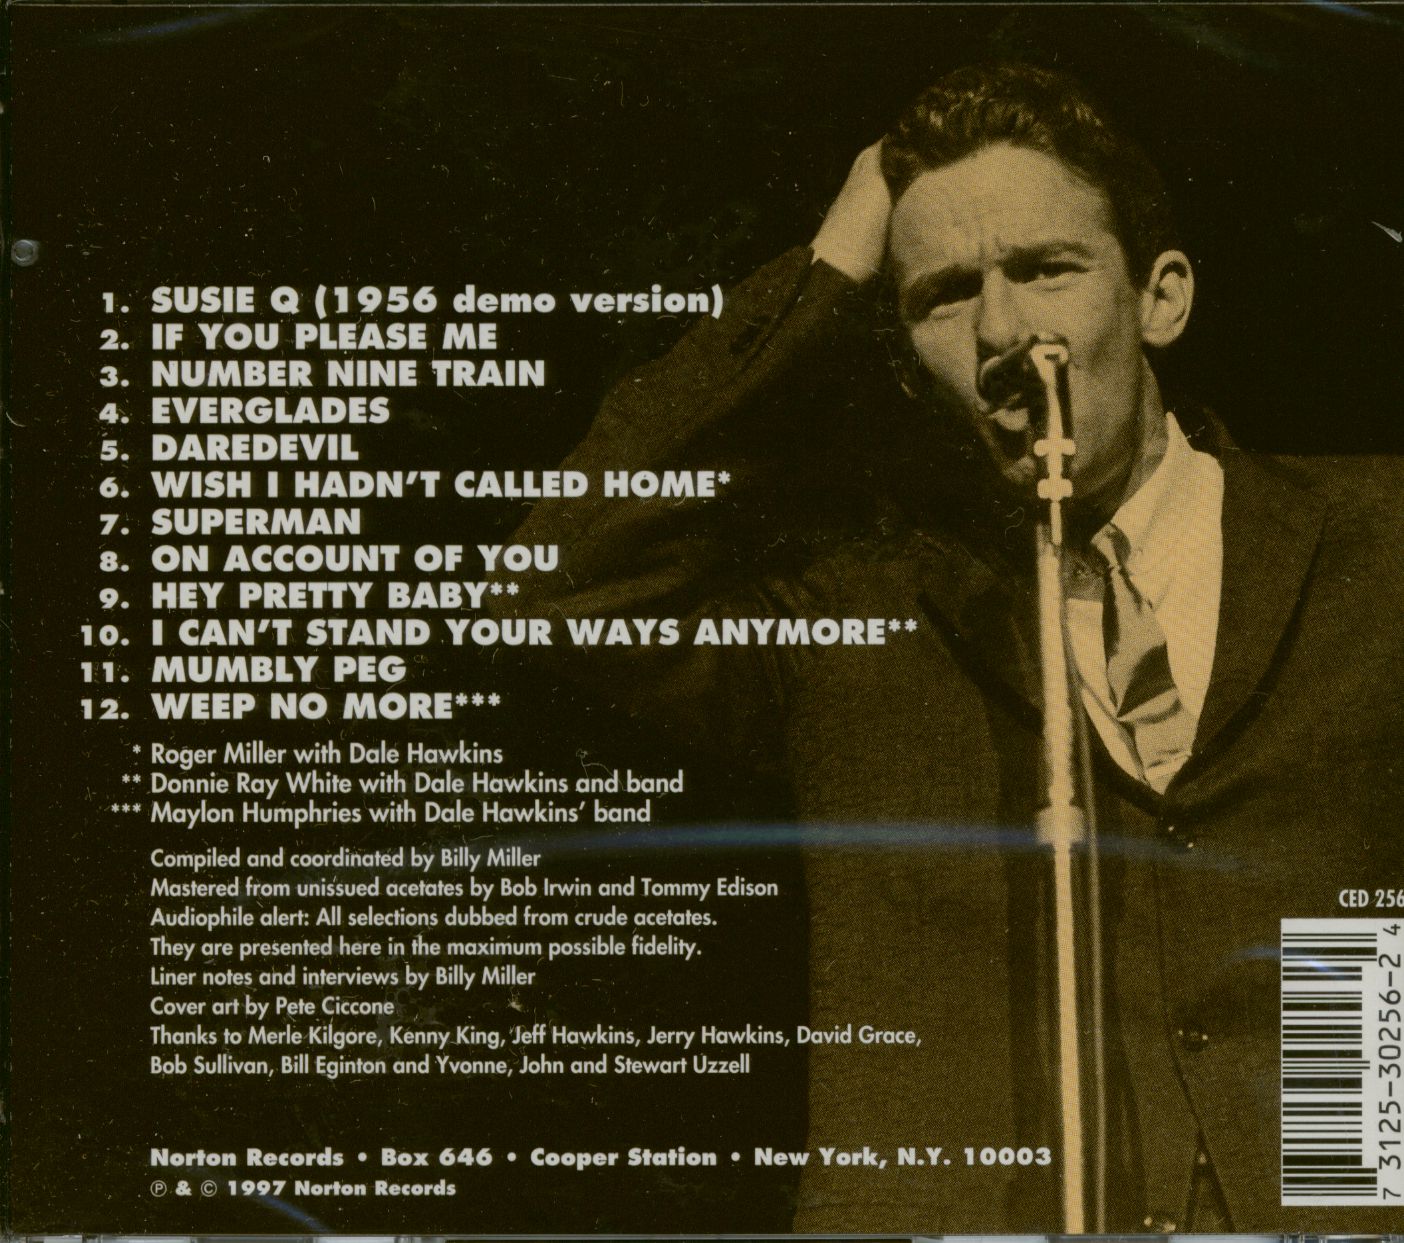 1. SUSIE Q (1956 demo version)
2. IF YOU PLEASE ME
3. NUMBER NINE TRAIN
4. EVERGLADES
5. DAREDEVIL
6. WISH I HADN'T CALLED HOME*
7. SUPERMAN
8. ON ACCOUNT OF YOU
9. HEY PRETTY BABY**
10. I CAN'T STAND YOUR WAYS ANYMORE**
11. MUMBLY PEG
12. WEEP NO MORE***
* Roger Miller with Dale Hawkins
** Donnie Ray White with Dale Hawkins and band
*** Maylon Humphries with Dale Hawkins' band
Compiled and coordinated by Billy Miller
Mastered from unissued acetates by Bob Irwin and Tommy Edison
Audiophile alert: All selections dubbed from crude acetates.
They are presented here in the maximum possible fidelity.
Liner notes and interviews by Billy Miller
Cover art by Pete Ciccone
Thanks to Merle Kilgore, Kenny King, Jeff Hawkins, Jerry Hawkins, David Grace,
Bob Sullivan, Bill Eginton and Yvonne, John and Stewart Uzzell
Norton Records • Box 646 • Cooper Station • New York, N.Y. 10003
℗ & © 1997 Norton Records
CED 256
7 3125-30256-2 4